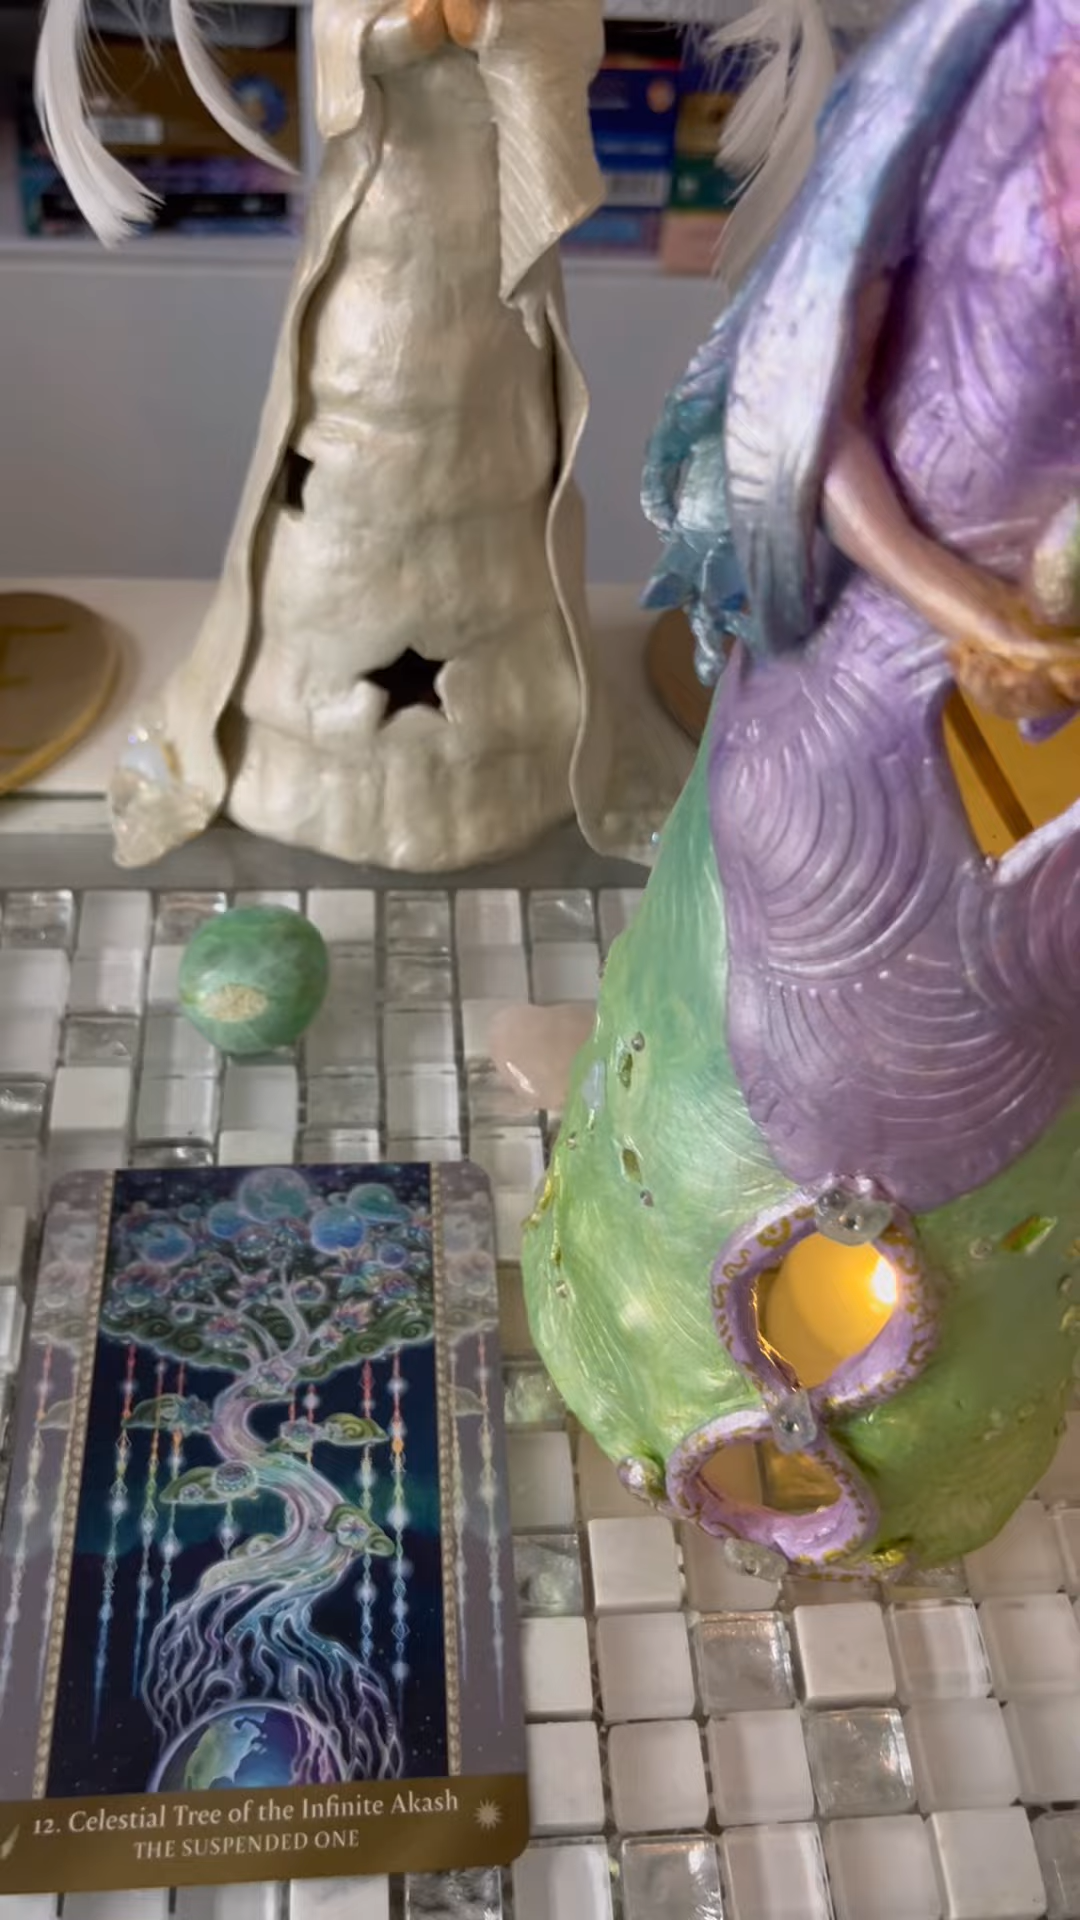 12. Celestial Tree of the Infinite Akash
THE SUSPENDED ONE